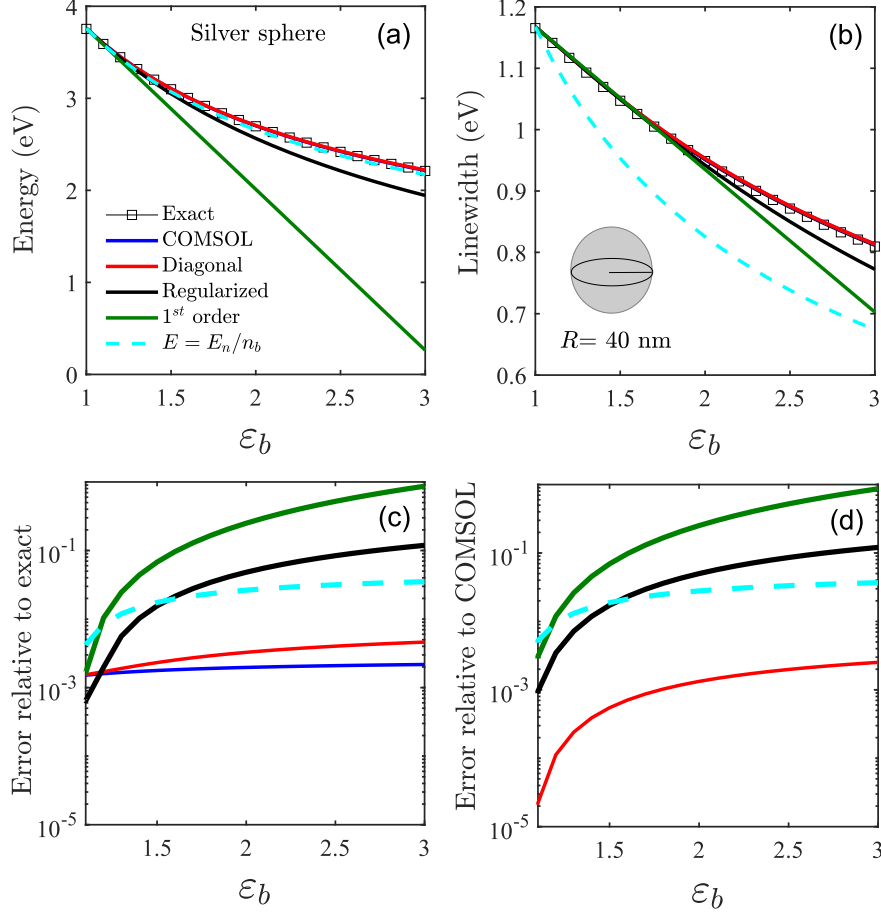 Silver sphere
(a)
Energy (eV)
4
3
2
1
0
Exact
COMSOL
Diagonal
Regularized
1st order
E = En/nb
1
1.5
2
2.5
3
εb
(b)
Linewidth (eV)
1.2
1.1
1
0.9
0.8
0.7
0.6
R= 40 nm
1
1.5
2
2.5
3
εb
(c)
Error relative to exact
10-1
10-3
10-5
1.5
2
2.5
3
εb
(d)
Error relative to COMSOL
10-1
10-3
10-5
1.5
2
2.5
3
εb